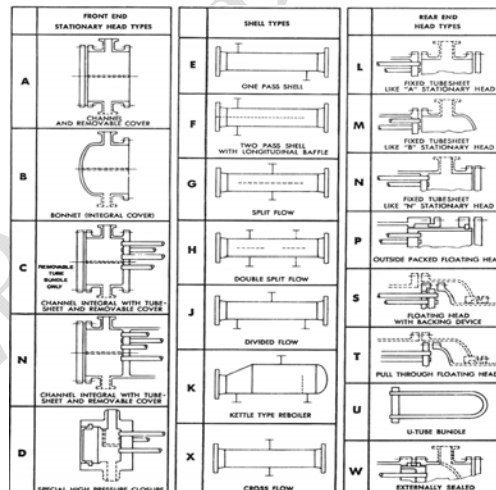 FRONT END
STATIONARY HEAD TYPES
A
CHANNEL
AND REMOVABLE COVER
B
BONNET (INTEGRAL COVER)
C
REMOVABLE
TUBE
BUNDLE
ONLY
CHANNEL INTEGRAL WITH TUBE-
SHEET AND REMOVABLE COVER
N
CHANNEL INTEGRAL WITH TUBE-
SHEET AND REMOVABLE COVER
D
SPECIAL HIGH PRESSURE CLOSURE
SHELL TYPES
E
ONE PASS SHELL
F
TWO PASS SHELL
WITH LONGITUDINAL BAFFLE
G
SPLIT FLOW
H
DOUBLE SPLIT FLOW
J
DIVIDED FLOW
K
KETTLE TYPE REBOILER
X
CROSS FLOW
REAR END
HEAD TYPES
L
FIXED TUBESHEET
LIKE "A" STATIONARY HEAD
M
FIXED TUBESHEET
LIKE "B" STATIONARY HEAD
N
FIXED TUBESHEET
LIKE "N" STATIONARY HEAD
P
OUTSIDE PACKED FLOATING HEAD
S
FLOATING HEAD
WITH BACKING DEVICE
T
PULL THROUGH FLOATING HEAD
U
U-TUBE BUNDLE
W
EXTERNALLY SEALED